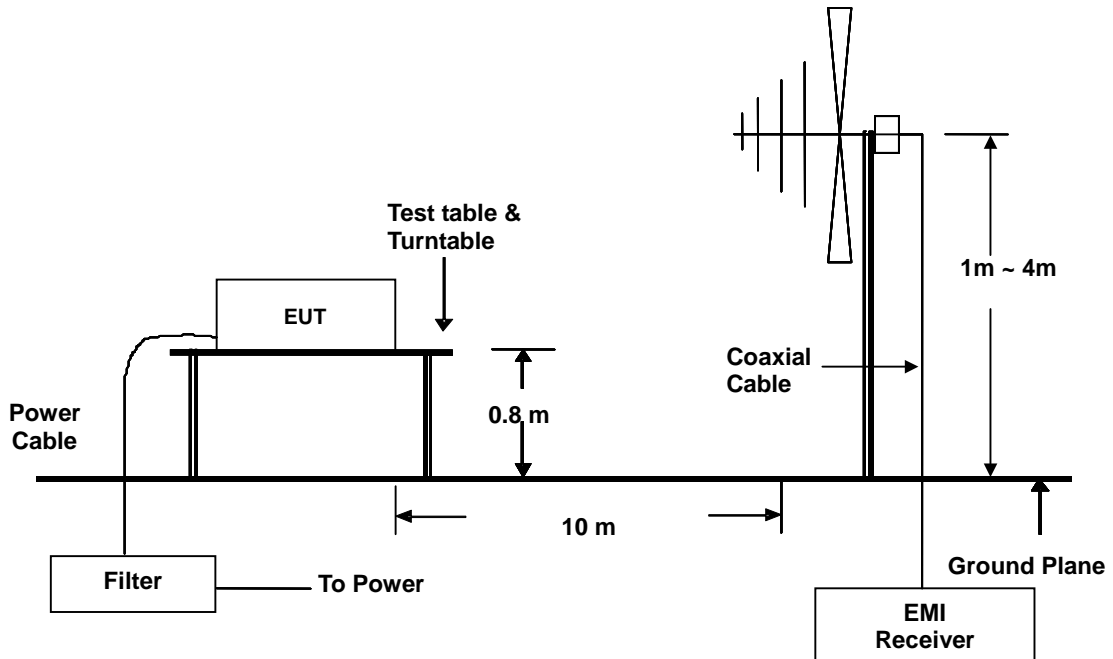 Test table &
Turntable
EUT
1m ~ 4m
Coaxial
Cable
0.8 m
Power
Cable
10 m
Filter
To Power
Ground Plane
EMI
Receiver